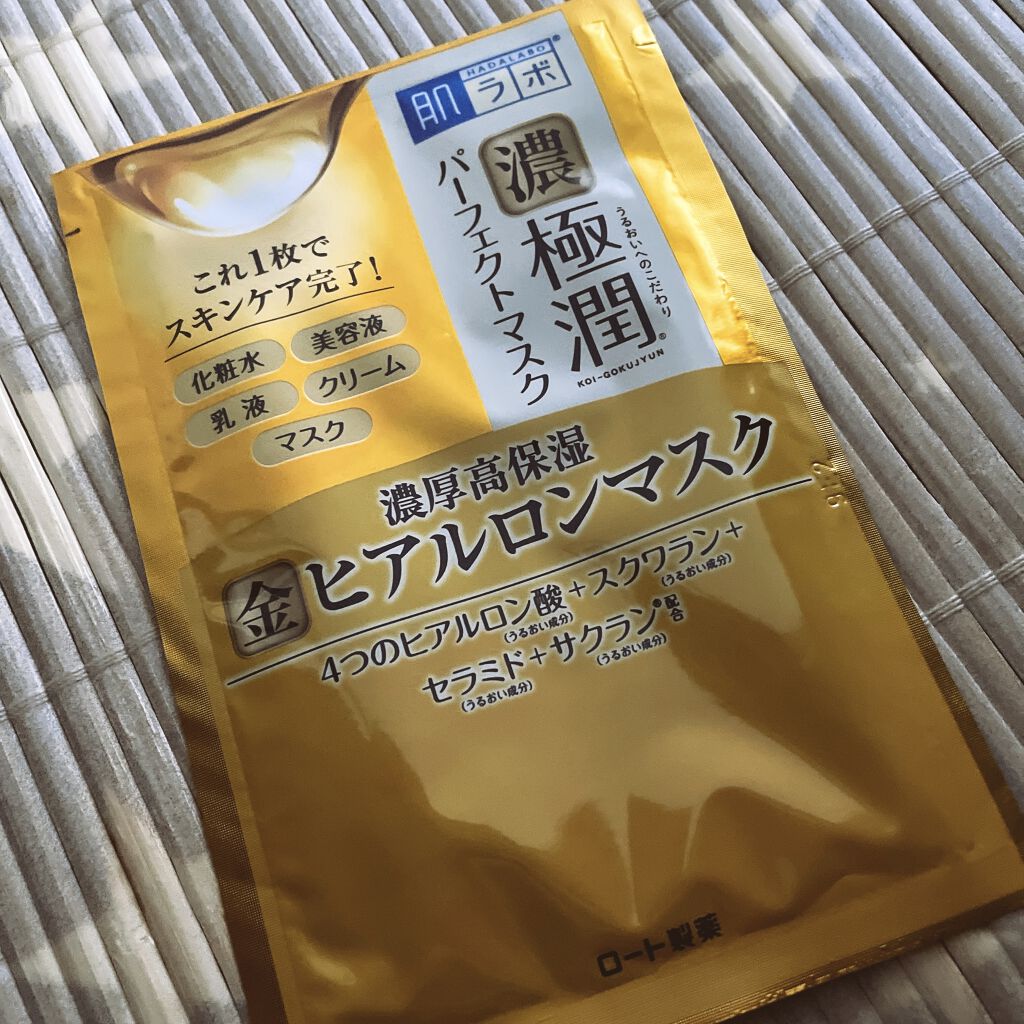 HADALABO®
肌ラボ
濃
極潤®
うるおいへのこだわり
KOI-GOKUJYUN
パーフェクトマスク
これ1枚で
スキンケア完了!
化粧水
美容液
乳液
クリーム
マスク
濃厚高保湿
金ヒアルロンマスク
4つのヒアルロン酸+スクワラン+
(うるおい成分) (うるおい成分)
セラミド+サクラン®配合
(うるおい成分) (うるおい成分)
ロート製薬